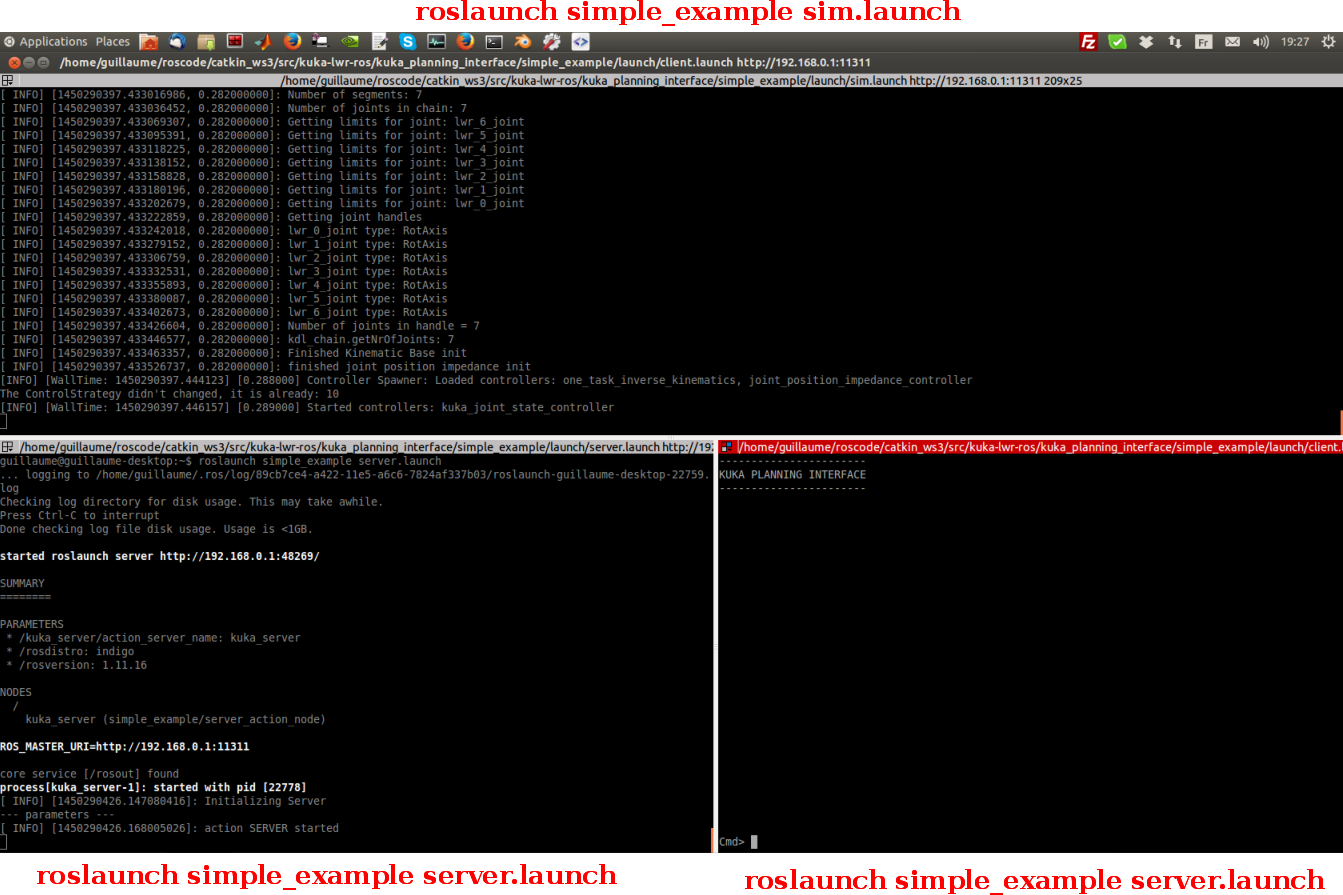 roslaunch simple_example sim.launch
Applications Places Fr 19:27
/home/guillaume/roscode/catkin_ws3/src/kuka-lwr-ros/kuka_planning_interface/simple_example/launch/client.launch http://192.168.0.1:11311
/home/guillaume/roscode/catkin_ws3/src/kuka-lwr-ros/kuka_planning_interface/simple_example/launch/sim.launch http://192.168.0.1:11311 209x25
[ INFO] [1450290397.433016986, 0.282000000]: Number of segments: 7
[ INFO] [1450290397.433036452, 0.282000000]: Number of joints in chain: 7
[ INFO] [1450290397.433069307, 0.282000000]: Getting limits for joint: lwr_6_joint
[ INFO] [1450290397.433095391, 0.282000000]: Getting limits for joint: lwr_5_joint
[ INFO] [1450290397.433118225, 0.282000000]: Getting limits for joint: lwr_4_joint
[ INFO] [1450290397.433138152, 0.282000000]: Getting limits for joint: lwr_3_joint
[ INFO] [1450290397.433158828, 0.282000000]: Getting limits for joint: lwr_2_joint
[ INFO] [1450290397.433180196, 0.282000000]: Getting limits for joint: lwr_1_joint
[ INFO] [1450290397.433202679, 0.282000000]: Getting limits for joint: lwr_0_joint
[ INFO] [1450290397.433222859, 0.282000000]: Getting joint handles
[ INFO] [1450290397.433242018, 0.282000000]: lwr_0_joint type: RotAxis
[ INFO] [1450290397.433279152, 0.282000000]: lwr_1_joint type: RotAxis
[ INFO] [1450290397.433306759, 0.282000000]: lwr_2_joint type: RotAxis
[ INFO] [1450290397.433332531, 0.282000000]: lwr_3_joint type: RotAxis
[ INFO] [1450290397.433355893, 0.282000000]: lwr_4_joint type: RotAxis
[ INFO] [1450290397.433380087, 0.282000000]: lwr_5_joint type: RotAxis
[ INFO] [1450290397.433402673, 0.282000000]: lwr_6_joint type: RotAxis
[ INFO] [1450290397.433426604, 0.282000000]: Number of joints in handle = 7
[ INFO] [1450290397.433446577, 0.282000000]: kdl_chain.getNrOfJoints: 7
[ INFO] [1450290397.433463357, 0.282000000]: Finished Kinematic Base init
[ INFO] [1450290397.433526737, 0.282000000]: finished joint position impedance init
[INFO] [WallTime: 1450290397.444123] [0.288000] Controller Spawner: Loaded controllers: one_task_inverse_kinematics, joint_position_impedance_controller
The ControlStrategy didn't changed, it is already: 10
[INFO] [WallTime: 1450290397.446157] [0.289000] Started controllers: kuka_joint_state_controller
/home/guillaume/roscode/catkin_ws3/src/kuka-lwr-ros/kuka_planning_interface/simple_example/launch/server.launch http://192
guillaume@guillaume-desktop:~$ roslaunch simple_example server.launch
... logging to /home/guillaume/.ros/log/89cb7ce4-a422-11e5-a6c6-7824af337b03/roslaunch-guillaume-desktop-22759.
log
Checking log directory for disk usage. This may take awhile.
Press Ctrl-C to interrupt
Done checking log file disk usage. Usage is <1GB.
started roslaunch server http://192.168.0.1:48269/
SUMMARY
========
PARAMETERS
* /kuka_server/action_server_name: kuka_server
* /rosdistro: indigo
* /rosversion: 1.11.16
NODES
/
kuka_server (simple_example/server_action_node)
ROS_MASTER_URI=http://192.168.0.1:11311
core service [/rosout] found
process[kuka_server-1]: started with pid [22778]
[ INFO] [1450290426.147080416]: Initializing Server
--- parameters ---
[ INFO] [1450290426.168005026]: action SERVER started
/home/guillaume/roscode/catkin_ws3/src/kuka-lwr-ros/kuka_planning_interface/simple_example/launch/client.l
-----------------------
KUKA PLANNING INTERFACE
-----------------------
Cmd>
roslaunch simple_example server.launch
roslaunch simple_example server.launch